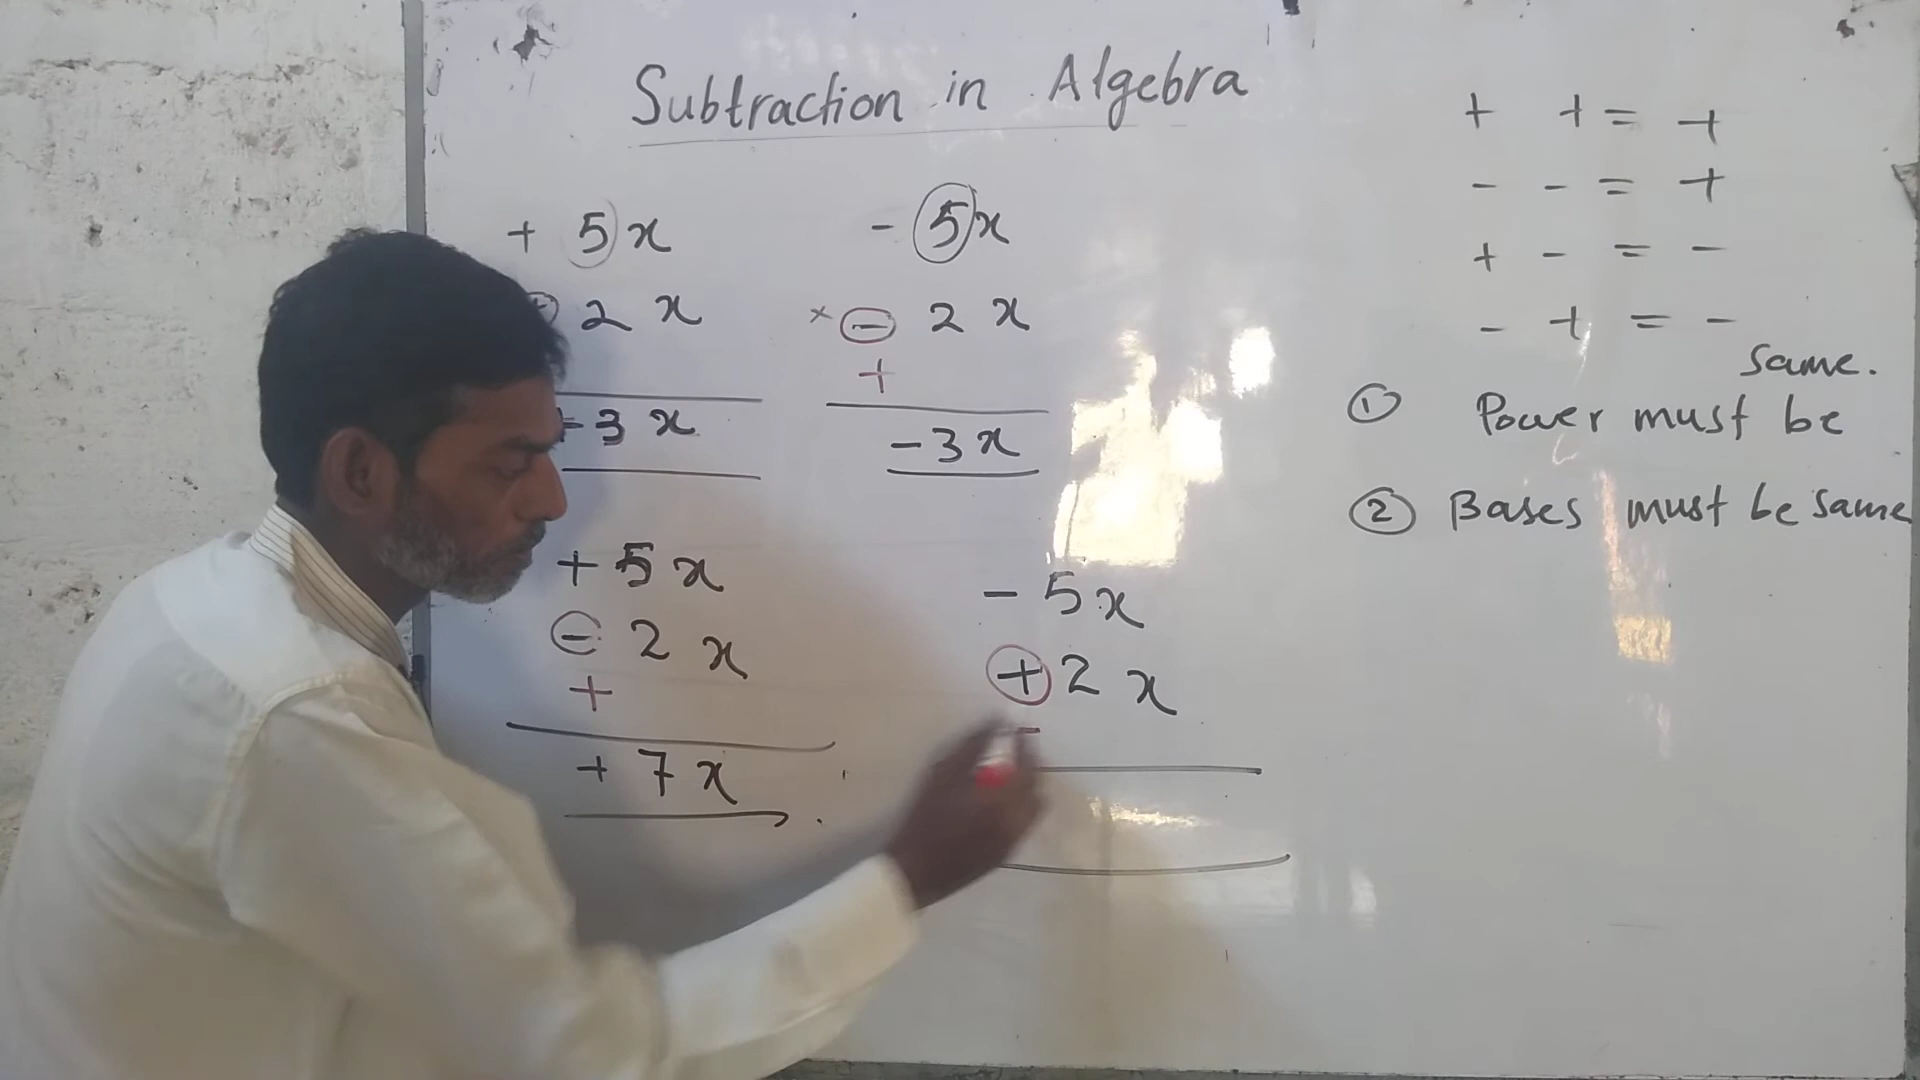 Subtraction in Algebra
+ 5x
+ 2x
+3x
- 5x
x - 2x
+
-3x
+ 5x
- 2x
+
+ 7x
- 5x
+ 2x
-
+ + = +
- - = +
+ - = -
- + = -
same.
① Power must be
② Bases must be same